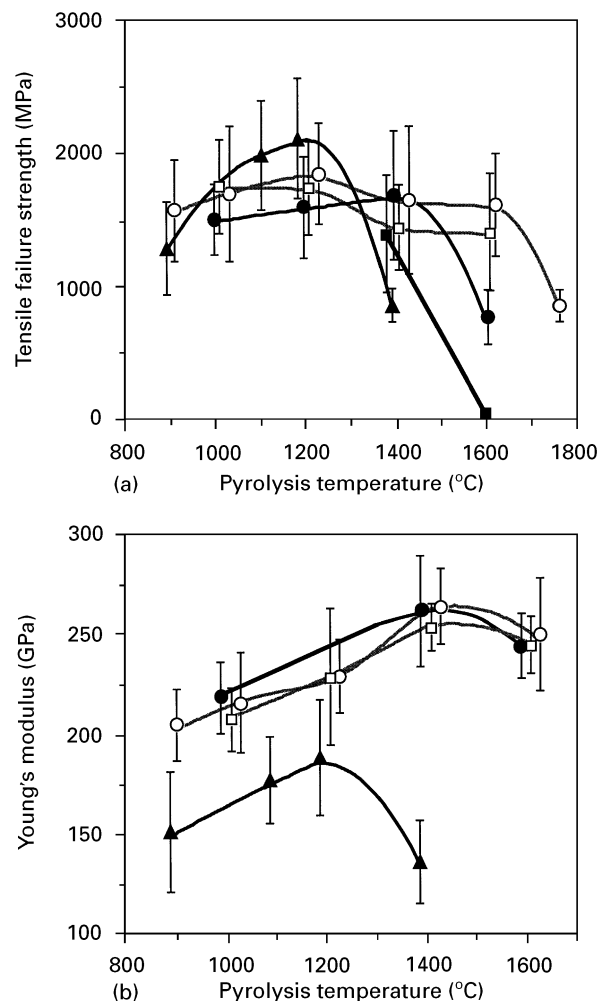 3000
2000
1000
0
Tensile failure strength (MPa)
800 1000 1200 1400 1600 1800
(a) Pyrolysis temperature (°C)
300
250
200
150
100
Young's modulus (GPa)
800 1000 1200 1400 1600
(b) Pyrolysis temperature (°C)